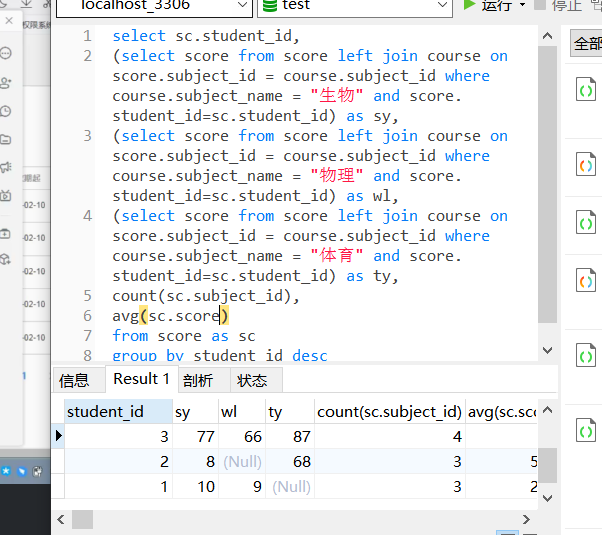 localhost_3306 test 运行 停止
权限系统
全部
1 select sc.student_id,
2 (select score from score left join course on
score.subject_id = course.subject_id where
course.subject_name = "生物" and score.
student_id=sc.student_id) as sy,
3 (select score from score left join course on
score.subject_id = course.subject_id where
course.subject_name = "物理" and score.
student_id=sc.student_id) as wl,
4 (select score from score left join course on
score.subject_id = course.subject_id where
course.subject_name = "体育" and score.
student_id=sc.student_id) as ty,
5 count(sc.subject_id),
6 avg(sc.score)
7 from score as sc
8 group by student_id desc
-02-10
-02-10
-02-10
-02-10
-02-10
信息 Result 1 剖析 状态
student_id sy wl ty count(sc.subject_id) avg(sc.sco
3 77 66 87 4
2 8 (Null) 68 3 5
1 10 9 (Null) 3 2